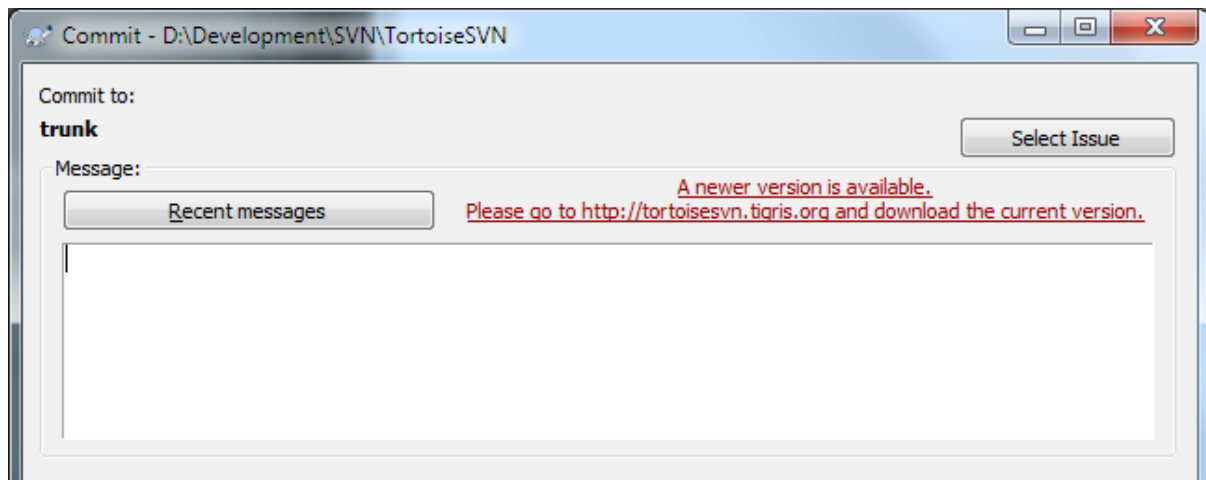 Commit - D:\Development\SVN\TortoiseSVN
Commit to:
trunk
Select Issue
Message:
A newer version is available.
Recent messages
Please go to http://tortoisesvn.tigris.org and download the current version.